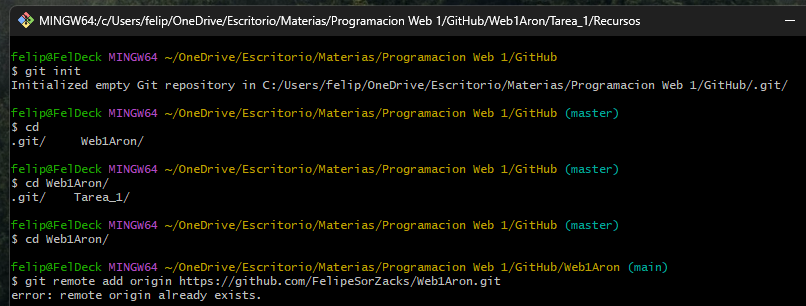 MINGW64:/c/Users/felip/OneDrive/Escritorio/Materias/Programacion Web 1/GitHub/Web1Aron/Tarea_1/Recursos
felip@FelDeck MINGW64 ~/OneDrive/Escritorio/Materias/Programacion Web 1/GitHub
$ git init
Initialized empty Git repository in C:/Users/felip/OneDrive/Escritorio/Materias/Programacion Web 1/GitHub/.git/
felip@FelDeck MINGW64 ~/OneDrive/Escritorio/Materias/Programacion Web 1/GitHub (master)
$ cd
.git/     Web1Aron/
felip@FelDeck MINGW64 ~/OneDrive/Escritorio/Materias/Programacion Web 1/GitHub (master)
$ cd Web1Aron/
.git/    Tarea_1/
felip@FelDeck MINGW64 ~/OneDrive/Escritorio/Materias/Programacion Web 1/GitHub (master)
$ cd Web1Aron/
felip@FelDeck MINGW64 ~/OneDrive/Escritorio/Materias/Programacion Web 1/GitHub/Web1Aron (main)
$ git remote add origin https://github.com/FelipeSorZacks/Web1Aron.git
error: remote origin already exists.